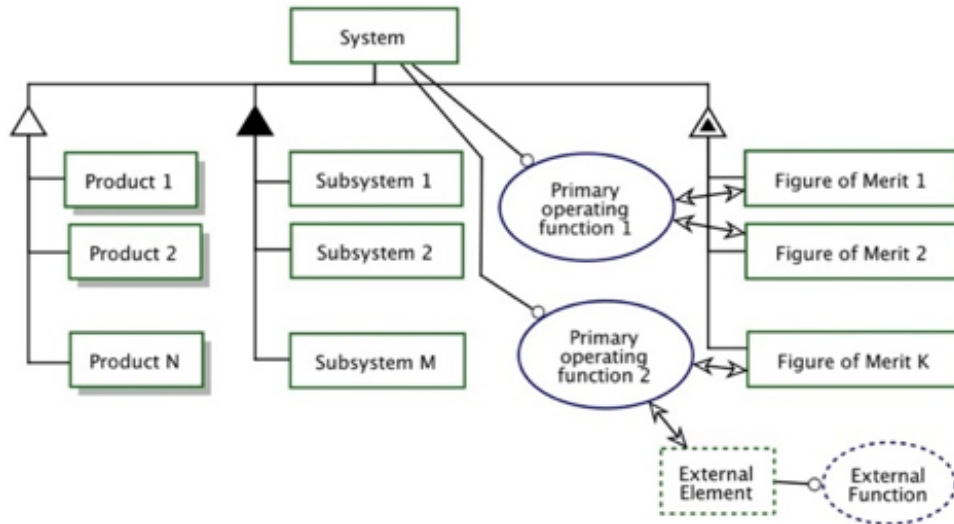 System
Product 1
Product 2
Product N
Subsystem 1
Subsystem 2
Subsystem M
Primary
operating
function 1
Primary
operating
function 2
Figure of Merit 1
Figure of Merit 2
Figure of Merit K
External
Element
External
Function